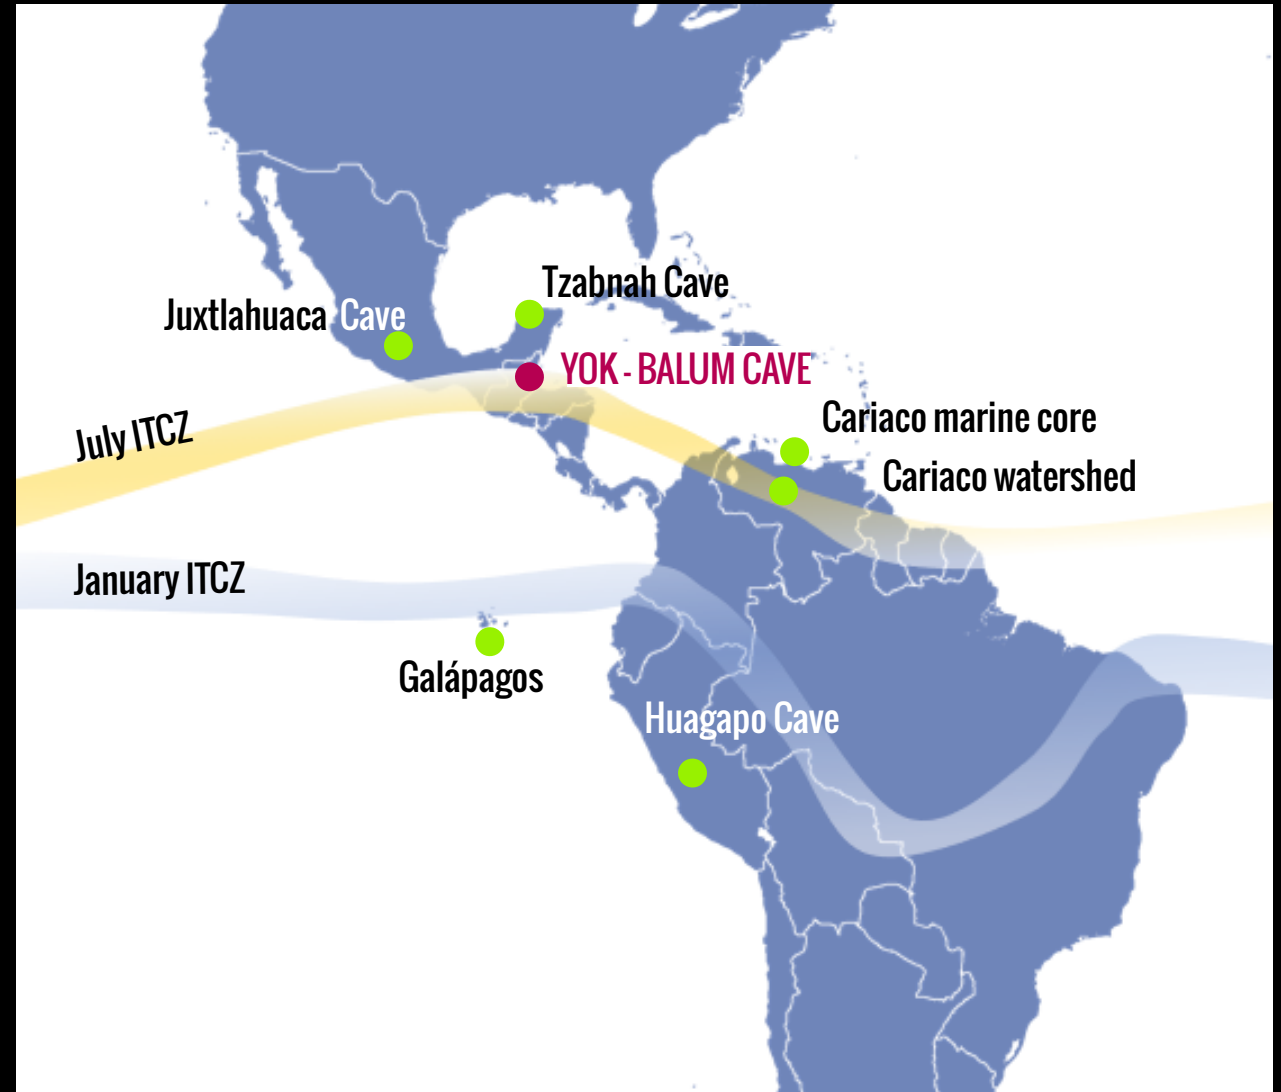 Tzabnah Cave
Juxtlahuaca Cave
YOK - BALUM CAVE
July ITCZ
Cariaco marine core
Cariaco watershed
January ITCZ
Galápagos
Huagapo Cave